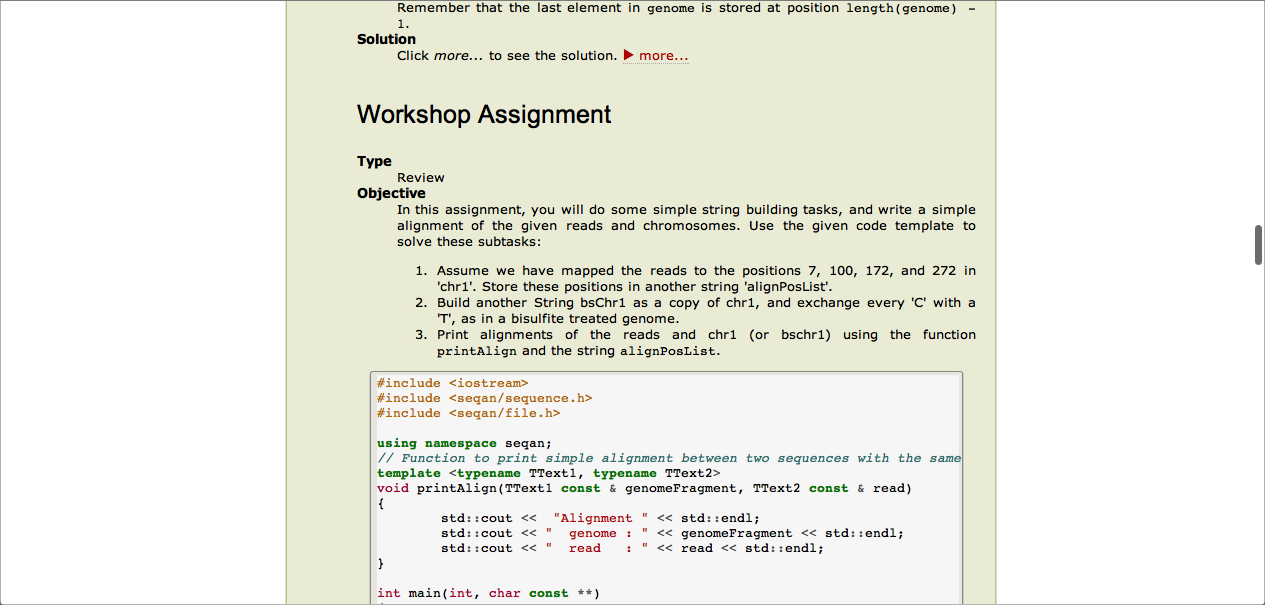 Remember that the last element in genome is stored at position length(genome) -
1.
Solution
Click more... to see the solution. ▶ more...
Workshop Assignment
Type
Review
Objective
In this assignment, you will do some simple string building tasks, and write a simple
alignment of the given reads and chromosomes. Use the given code template to
solve these subtasks:
1. Assume we have mapped the reads to the positions 7, 100, 172, and 272 in
'chr1'. Store these positions in another string 'alignPosList'.
2. Build another String bsChr1 as a copy of chr1, and exchange every 'C' with a
'T', as in a bisulfite treated genome.
3. Print alignments of the reads and chr1 (or bschr1) using the function
printAlign and the string alignPosList.
#include <iostream>
#include <seqan/sequence.h>
#include <seqan/file.h>
using namespace seqan;
// Function to print simple alignment between two sequences with the same
template <typename TText1, typename TText2>
void printAlign(TText1 const & genomeFragment, TText2 const & read)
{
        std::cout <<  "Alignment " << std::endl;
        std::cout << "  genome : " << genomeFragment << std::endl;
        std::cout << "  read   : " << read << std::endl;
}
int main(int, char const **)